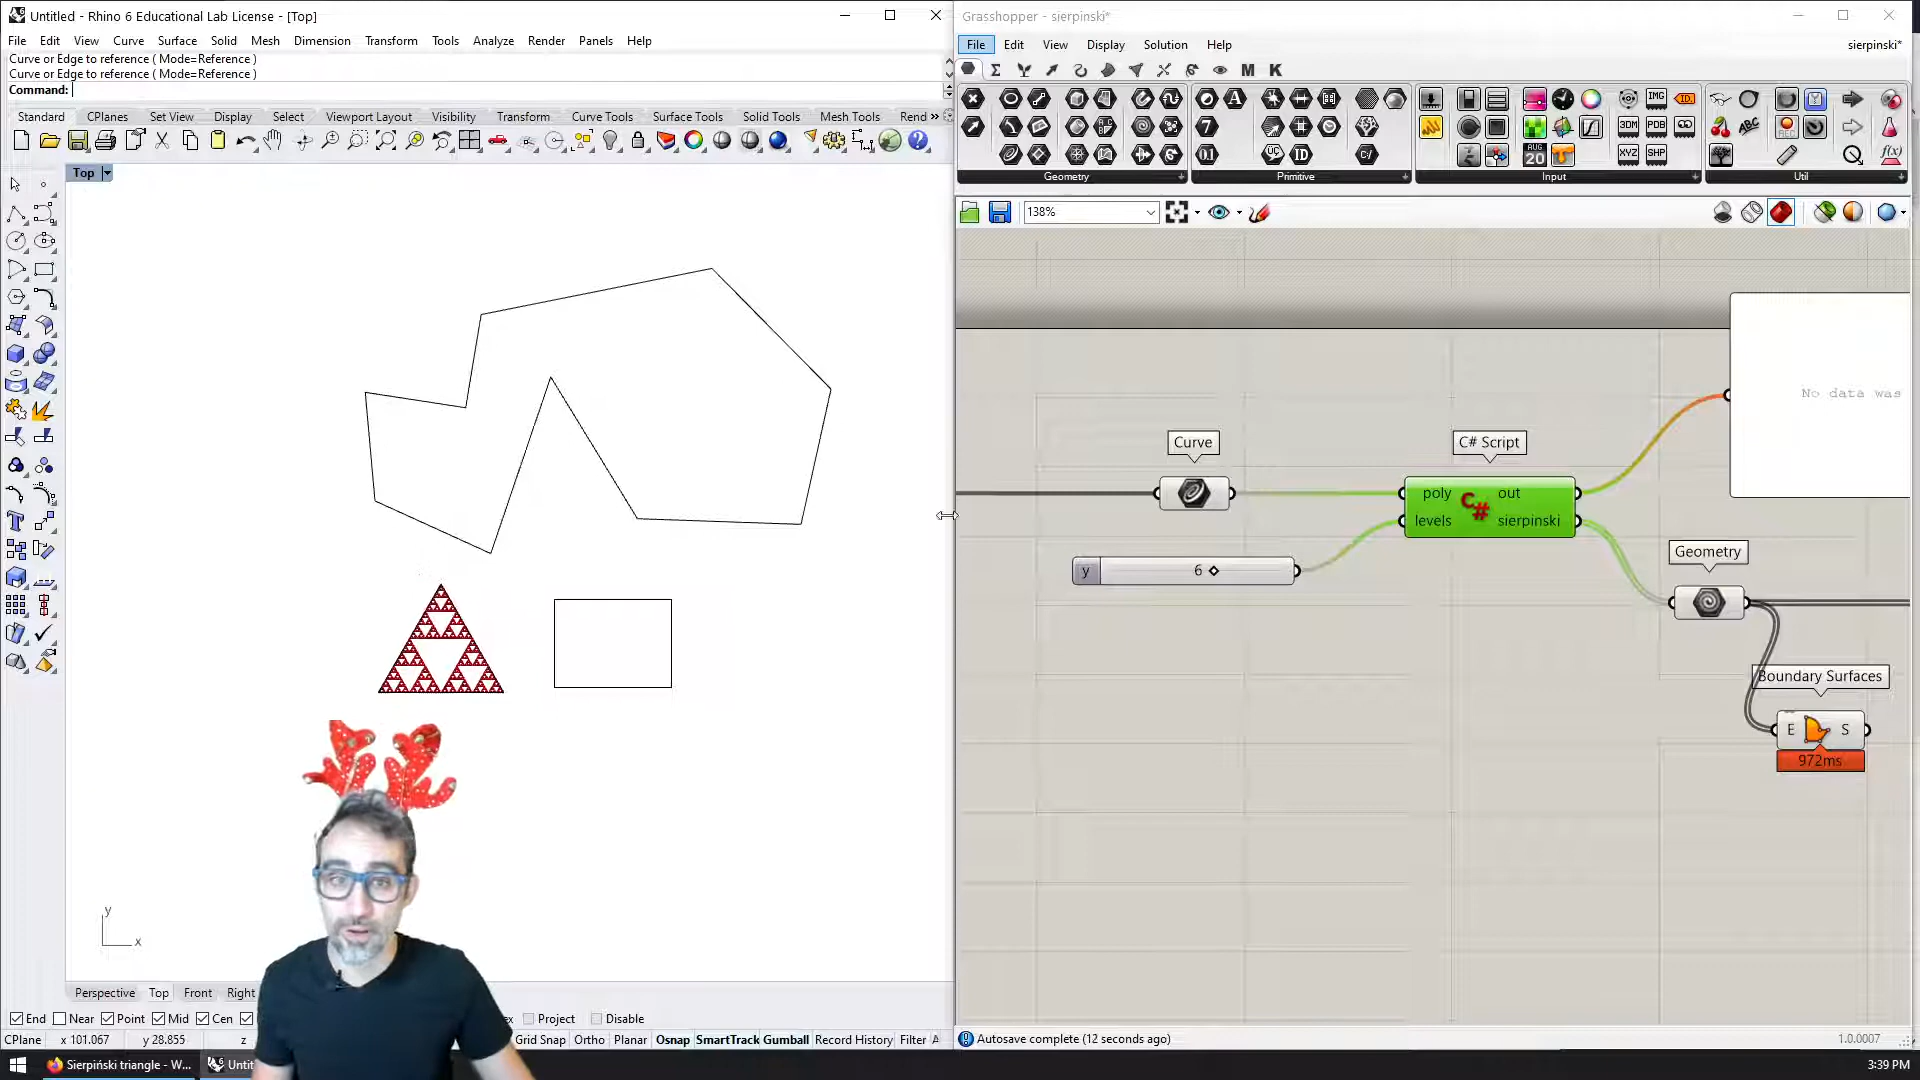 Untitled - Rhino 6 Educational Lab License - [Top]
File Edit View Curve Surface Solid Mesh Dimension Transform Tools Analyze Render Panels Help
Curve or Edge to reference ( Mode=Reference )
Curve or Edge to reference ( Mode=Reference )
Command:
Standard CPlanes Set View Display Select Viewport Layout Visibility Transform Curve Tools Surface Tools Solid Tools Mesh Tools Rend »
Top
y
x
Perspective Top Front Right
End Near Point Mid Cen Project Disable
CPlane x 101.067 y 28.855 z Grid Snap Ortho Planar Osnap SmartTrack Gumball Record History Filter
Sierpiński triangle - W... Untit
Grasshopper - sierpinski*
File Edit View Display Solution Help
sierpinski*
M K
Geometry Primitive Input Util
138%
No data was
Curve
C# Script
poly out
levels sierpinski
y 6
Geometry
Boundary Surfaces
E S
972ms
Autosave complete (12 seconds ago)
1.0.0007
3:39 PM